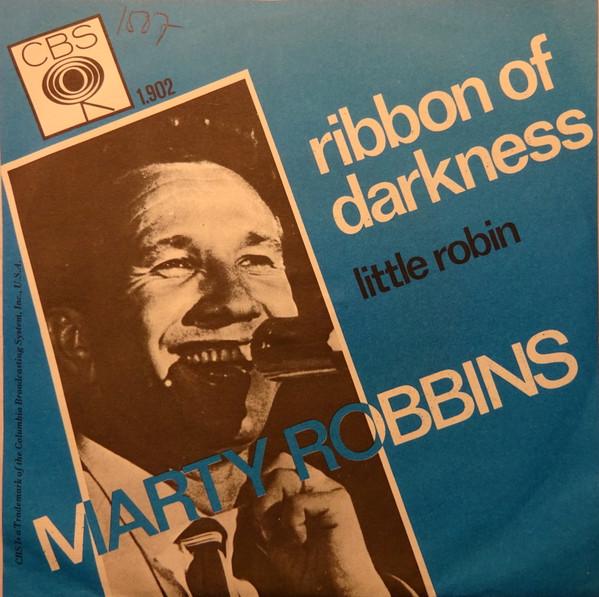 1887
CBS
1.902
ribbon of
darkness
little robin
MARTY ROBBINS
CBS Is a Trademark of the Columbia Broadcasting System, Inc., U.S.A.